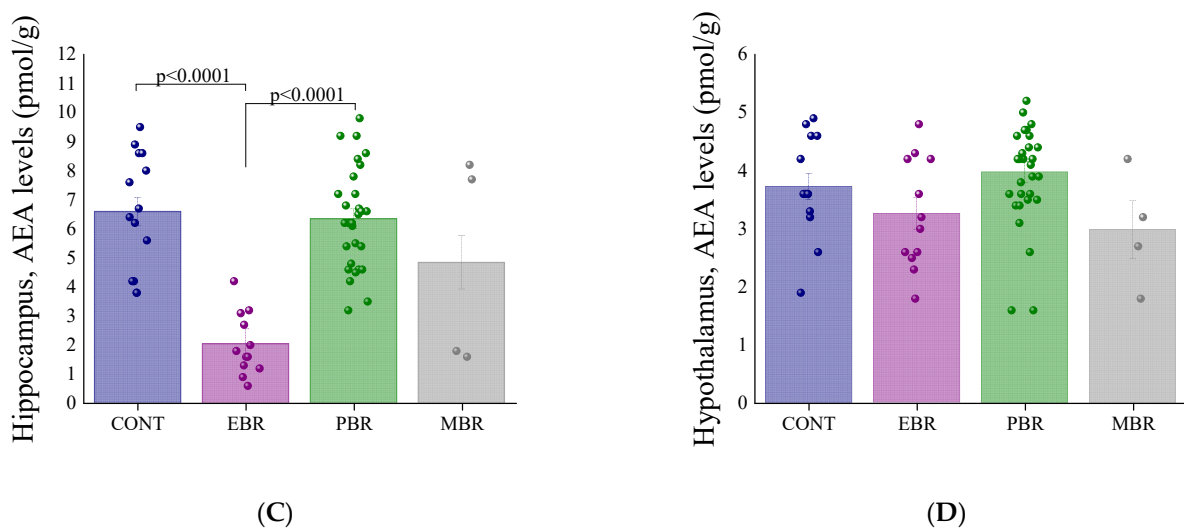 Hippocampus, AEA levels (pmol/g)
12
11
10
9
8
7
6
5
4
3
2
1
0
p<0.0001
p<0.0001
CONT EBR PBR MBR
(C)
Hypothalamus, AEA levels (pmol/g)
6
5
4
3
2
1
0
CONT EBR PBR MBR
(D)